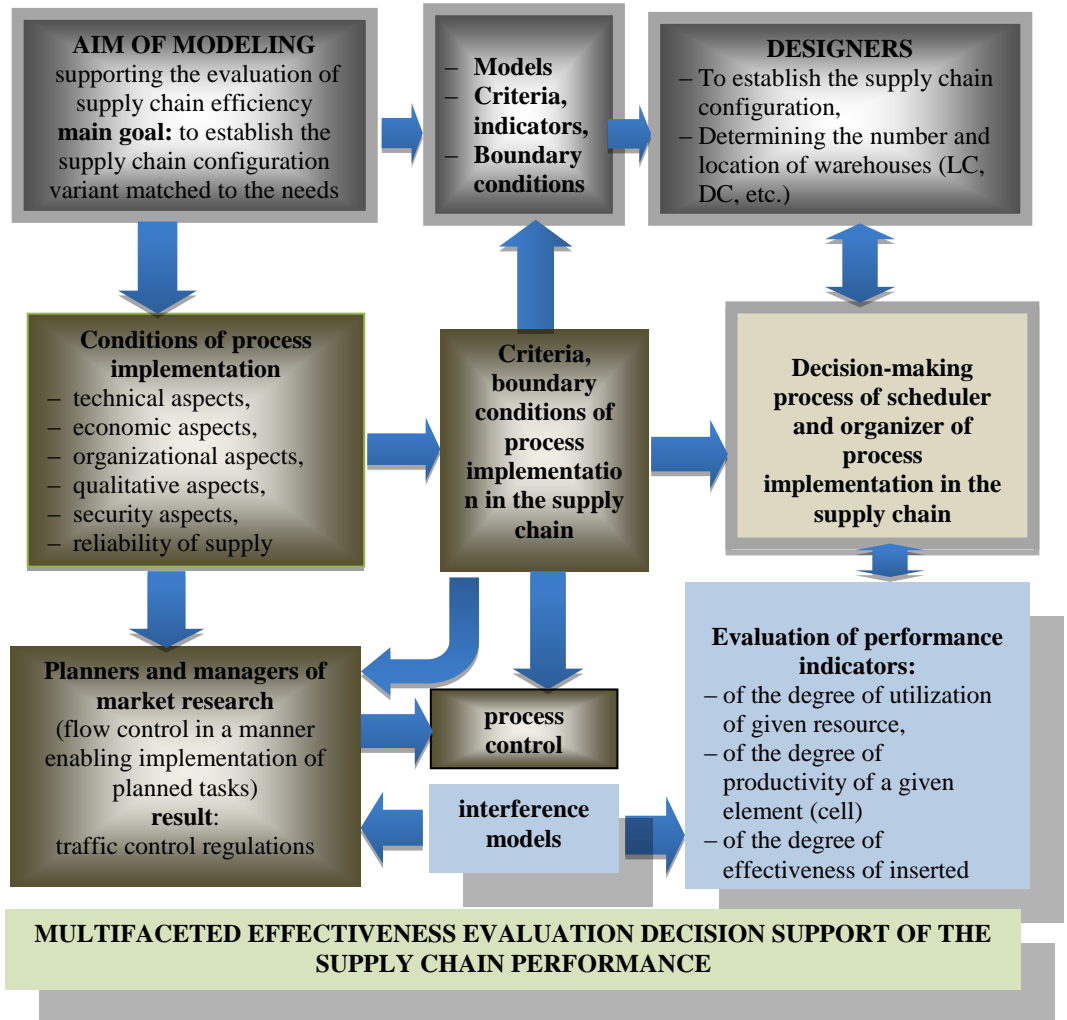 AIM OF MODELING
supporting the evaluation of
supply chain efficiency
main goal: to establish the
supply chain configuration
variant matched to the needs
– Models
– Criteria,
indicators,
– Boundary
conditions
DESIGNERS
– To establish the supply chain
configuration,
– Determining the number and
location of warehouses (LC,
DC, etc.)
Conditions of process
implementation
– technical aspects,
– economic aspects,
– organizational aspects,
– qualitative aspects,
– security aspects,
– reliability of supply
Criteria,
boundary
conditions of
process
implementatio
n in the supply
chain
Decision-making
process of scheduler
and organizer of
process
implementation in the
supply chain
Planners and managers of
market research
(flow control in a manner
enabling implementation of
planned tasks)
result:
traffic control regulations
process
control
interference
models
Evaluation of performance
indicators:
– of the degree of utilization
of given resource,
– of the degree of
productivity of a given
element (cell)
– of the degree of
effectiveness of inserted
MULTIFACETED EFFECTIVENESS EVALUATION DECISION SUPPORT OF THE
SUPPLY CHAIN PERFORMANCE